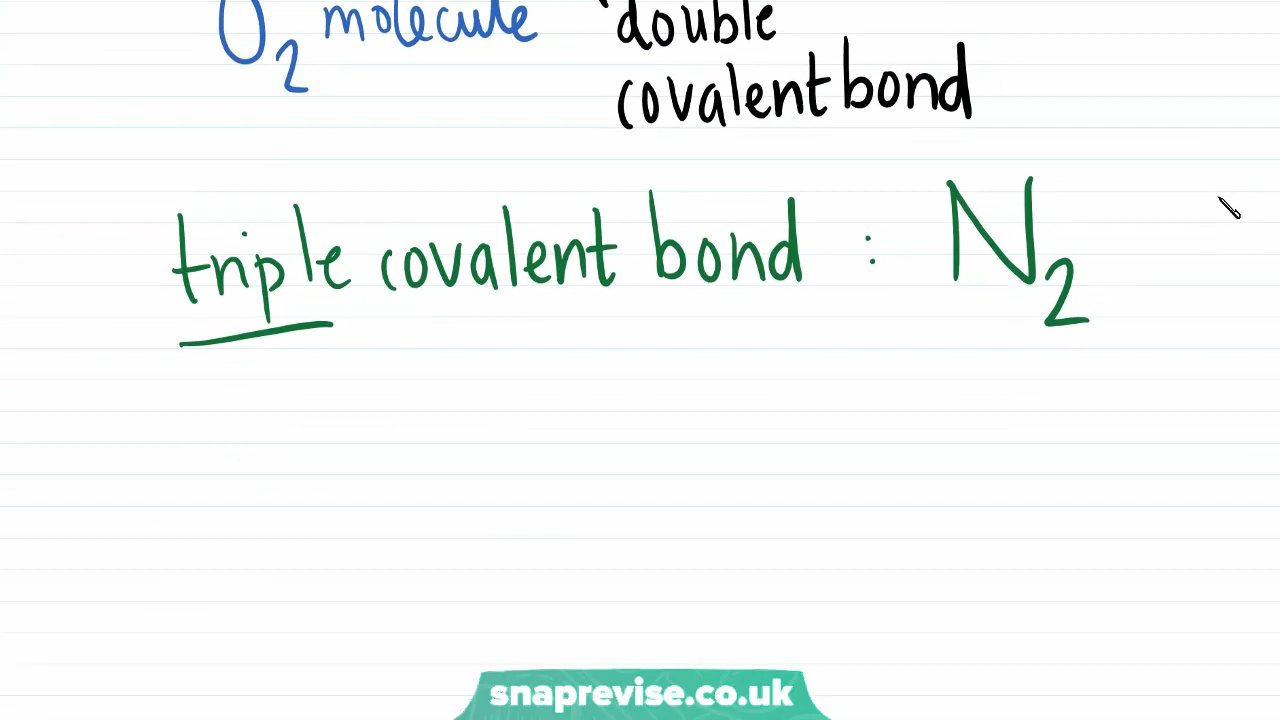 O2 molecule
double
covalent bond
triple covalent bond : N2
snaprevise.co.uk